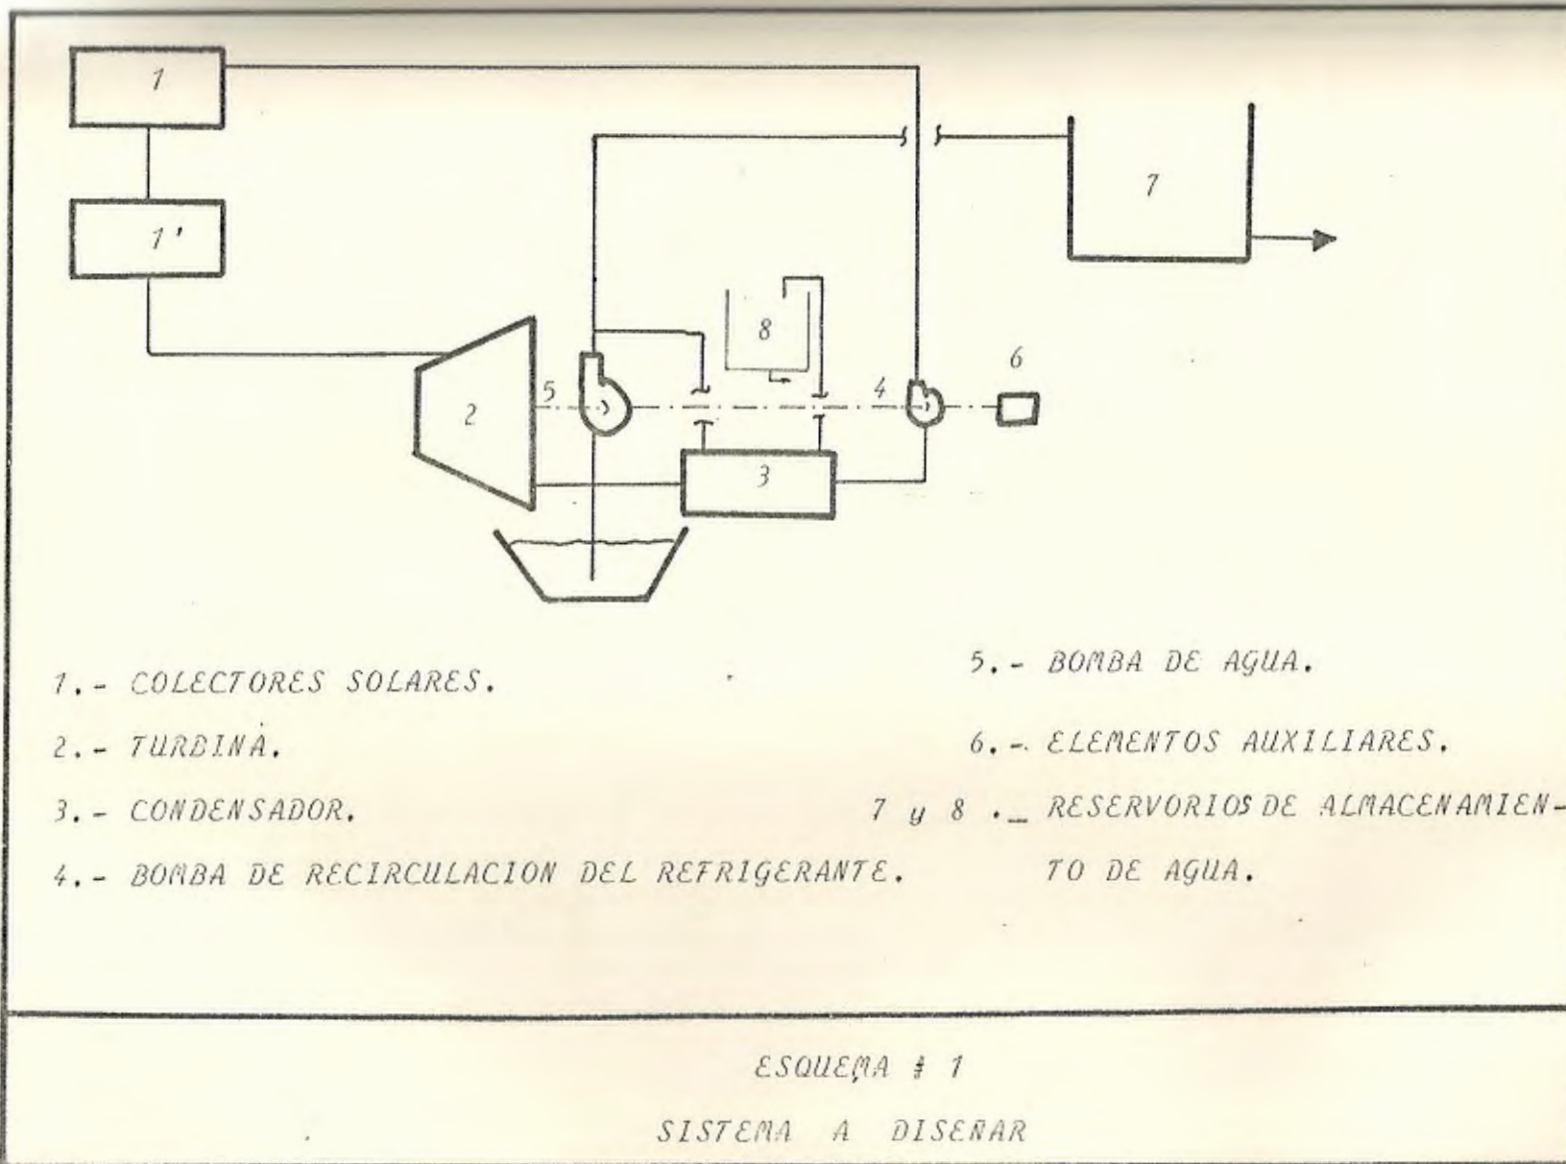 1
1'
7
8
6
5
4
2
3
1.- COLECTORES SOLARES.
2.- TURBINA.
3.- CONDENSADOR.
4.- BOMBA DE RECIRCULACION DEL REFRIGERANTE.
5.- BOMBA DE AGUA.
6.- ELEMENTOS AUXILIARES.
7 y 8 ._ RESERVORIOS DE ALMACENAMIEN-
TO DE AGUA.
ESQUEMA # 1
SISTEMA A DISEÑAR